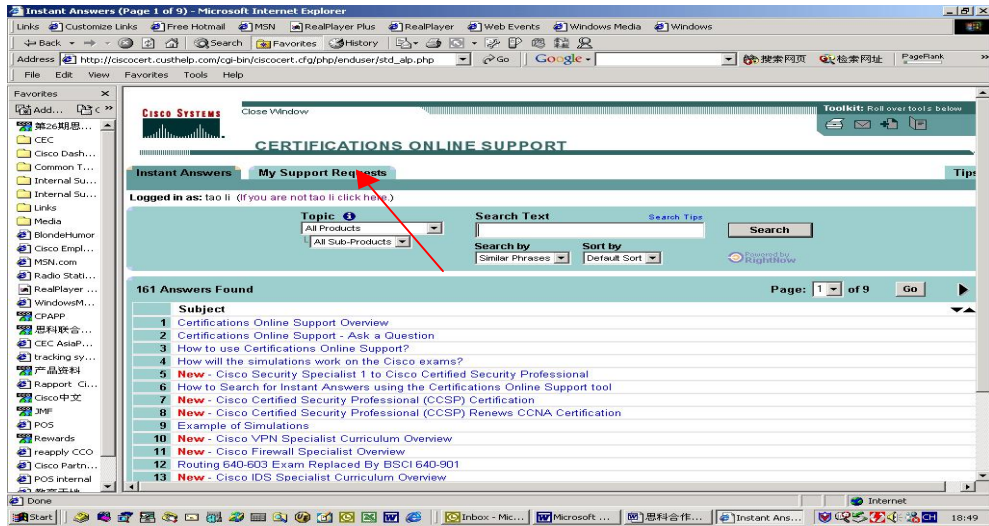 Instant Answers (Page 1 of 9) - Microsoft Internet Explorer
Links Customize Links Free Hotmail MSN RealPlayer Plus RealPlayer Web Events Windows Media Windows
Back Search Favorites History
Address http://ciscocert.custhelp.com/cgi-bin/ciscocert.cfg/php/enduser/std_alp.php Go Google 搜索网页 检索网址 PageRank
File Edit View Favorites Tools Help
Favorites
Add...
第26期思...
CEC
Cisco Dash...
Common T...
Internal Su...
Internal Su...
Links
Media
BlondeHumor
Cisco Empl...
MSN.com
Radio Stati...
RealPlayer ...
WindowsM...
CPAPP
思科联合...
CEC AsiaP...
tracking sy...
产品资料
Rapport Ci...
Cisco中文
JMF
POS
Rewards
reapply CCO
Cisco Partn...
POS internal
CISCO SYSTEMS
Close Window
Toolkit: Roll over tools below
CERTIFICATIONS ONLINE SUPPORT
Instant Answers My Support Requests Tips
Logged in as: tao li (If you are not tao li click here.)
Topic Search Text Search Tips
All Products Search
All Sub-Products
Search by Sort by
Similar Phrases Default Sort Powered by RightNow
161 Answers Found Page: 1 of 9 Go
Subject
1 Certifications Online Support Overview
2 Certifications Online Support - Ask a Question
3 How to use Certifications Online Support?
4 How will the simulations work on the Cisco exams?
5 New - Cisco Security Specialist 1 to Cisco Certified Security Professional
6 How to Search for Instant Answers using the Certifications Online Support tool
7 New - Cisco Certified Security Professional (CCSP) Certification
8 New - Cisco Certified Security Professional (CCSP) Renews CCNA Certification
9 Example of Simulations
10 New - Cisco VPN Specialist Curriculum Overview
11 New - Cisco Firewall Specialist Overview
12 Routing 640-603 Exam Replaced By BSCI 640-901
13 New - Cisco IDS Specialist Curriculum Overview
Done Internet
Start Inbox - Mic... Microsoft ... 思科合作... Instant Ans... CH 18:49